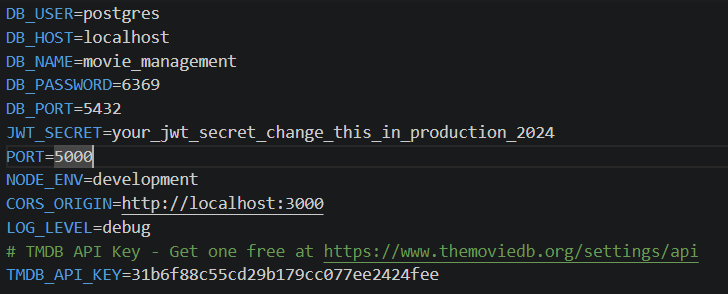 DB_USER=postgres
DB_HOST=localhost
DB_NAME=movie_management
DB_PASSWORD=6369
DB_PORT=5432
JWT_SECRET=your_jwt_secret_change_this_in_production_2024
PORT=5000
NODE_ENV=development
CORS_ORIGIN=http://localhost:3000
LOG_LEVEL=debug
# TMDB API Key - Get one free at https://www.themoviedb.org/settings/api
TMDB_API_KEY=31b6f88c55cd29b179cc077ee2424fee